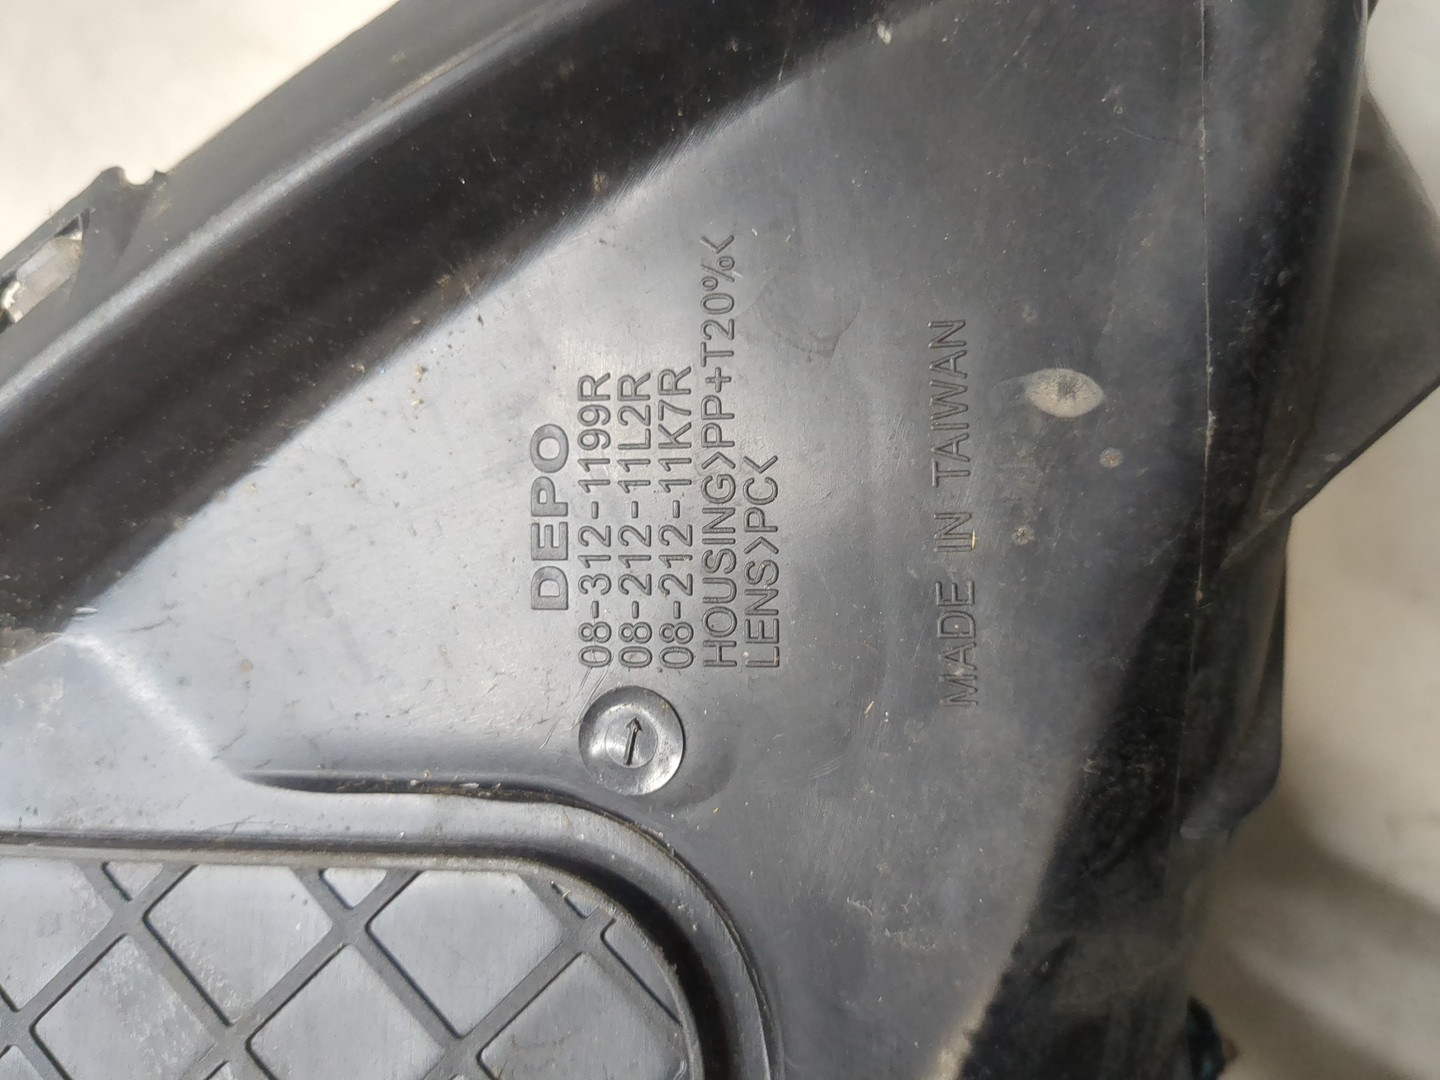 DEPO
08-312-1199R
08-212-11L2R
08-212-11K7R
HOUSING>PP+T20%<
LENS>PC<
MADE IN TAIWAN